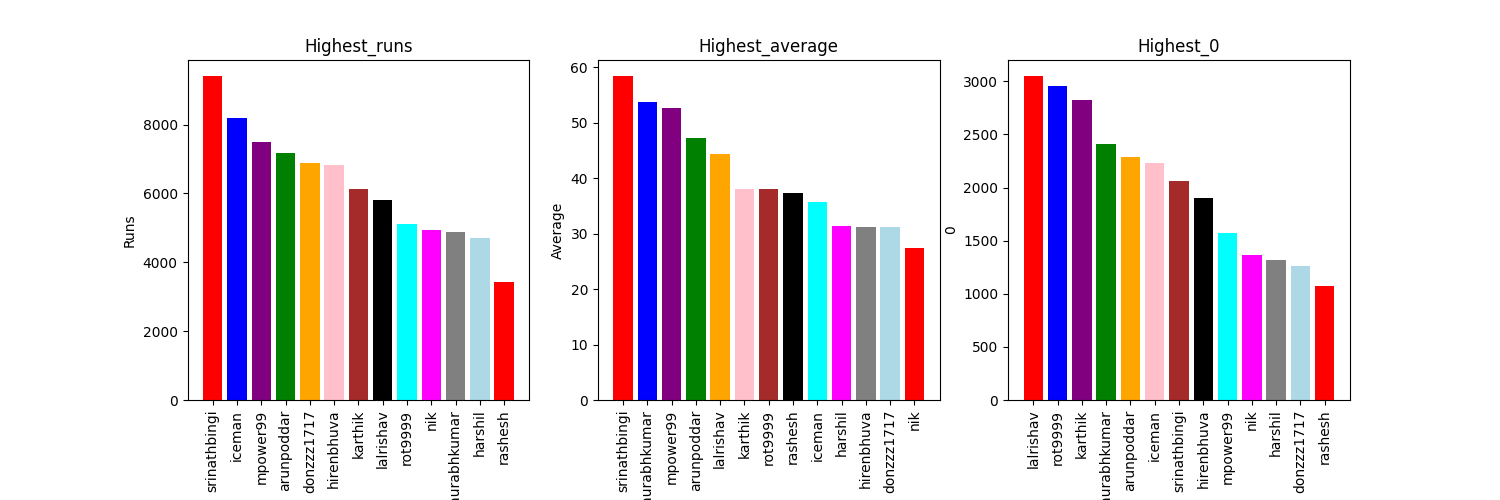 Highest_runs
Runs
8000
6000
4000
2000
0
srinathbingi
iceman
mpower99
arunpoddar
donzzz1717
hirenbhuva
karthik
lalrishav
rot9999
nik
urabhkumar
harshil
rashesh
Highest_average
Average
60
50
40
30
20
10
0
srinathbingi
urabhkumar
mpower99
arunpoddar
lalrishav
karthik
rot9999
rashesh
iceman
harshil
hirenbhuva
donzzz1717
nik
Highest_0
0
3000
2500
2000
1500
1000
500
0
lalrishav
rot9999
karthik
urabhkumar
arunpoddar
iceman
srinathbingi
hirenbhuva
mpower99
nik
harshil
donzzz1717
rashesh